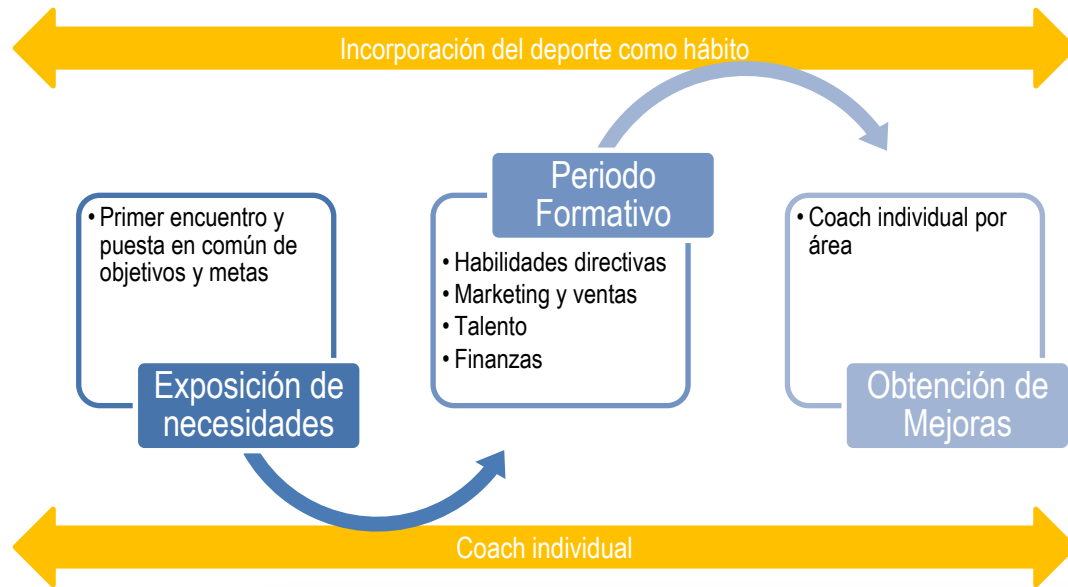 Incorporación del deporte como hábito
• Primer encuentro y
puesta en común de
objetivos y metas
Exposición de
necesidades
Periodo
Formativo
• Habilidades directivas
• Marketing y ventas
• Talento
• Finanzas
• Coach individual por
área
Obtención de
Mejoras
Coach individual